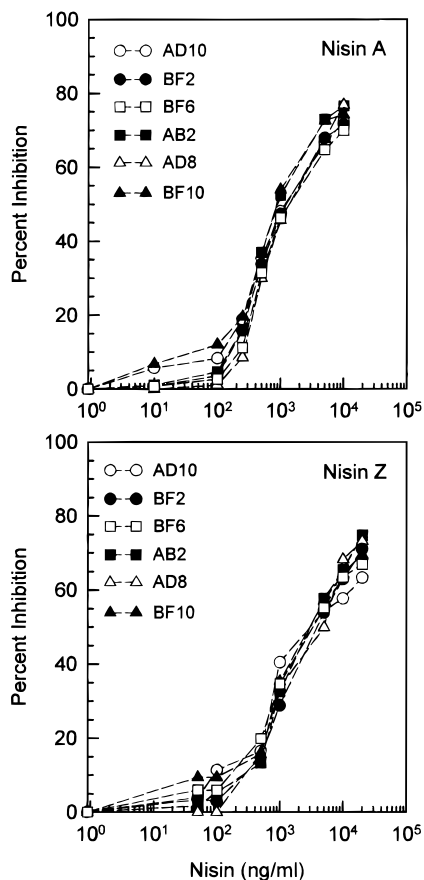 100
Nisin A
AD10
80
BF2
BF6
60
AB2
AD8
BF10
40
20
0
Percent Inhibition
10⁰ 10¹ 10² 10³ 10⁴ 10⁵
100
Nisin Z
AD10
80
BF2
BF6
60
AB2
AD8
BF10
40
20
0
Percent Inhibition
10⁰ 10¹ 10² 10³ 10⁴ 10⁵
Nisin (ng/ml)